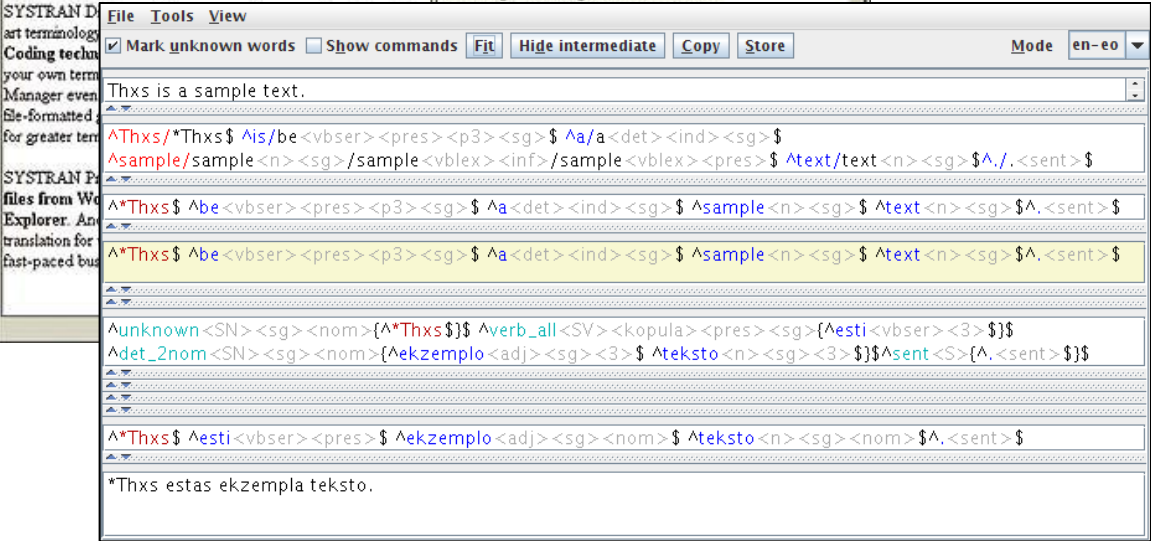 SYSTRAN
art terminology
Coding techn
your own term
Manager even
file-formatted
for greater term
SYSTRAN
files from Wo
Explorer. An
translation for
fast-paced bus
File Tools View
Mark unknown words Show commands Fit Hide intermediate Copy Store Mode en-eo
Thxs is a sample text.
^Thxs/*Thxs$ ^is/be<vbser><pres><p3><sg>$ ^a/a<det><ind><sg>$
^sample/sample<n><sg>/sample<vblex><inf>/sample<vblex><pres>$ ^text/text<n><sg>$^./.<sent>$
^*Thxs$ ^be<vbser><pres><p3><sg>$ ^a<det><ind><sg>$ ^sample<n><sg>$ ^text<n><sg>$^.<sent>$
^*Thxs$ ^be<vbser><pres><p3><sg>$ ^a<det><ind><sg>$ ^sample<n><sg>$ ^text<n><sg>$^.<sent>$
^unknown<SN><sg><nom>{^*Thxs$}$ ^verb_all<SV><kopula><pres><sg>{^esti<vbser><3>$}$
^det_2nom<SN><sg><nom>{^ekzemplo<adj><sg><3>$ ^teksto<n><sg><3>$}$^sent<S>{^.<sent>$}$
^*Thxs$ ^esti<vbser><pres>$ ^ekzemplo<adj><sg><nom>$ ^teksto<n><sg><nom>$^.<sent>$
*Thxs estas ekzempla teksto.